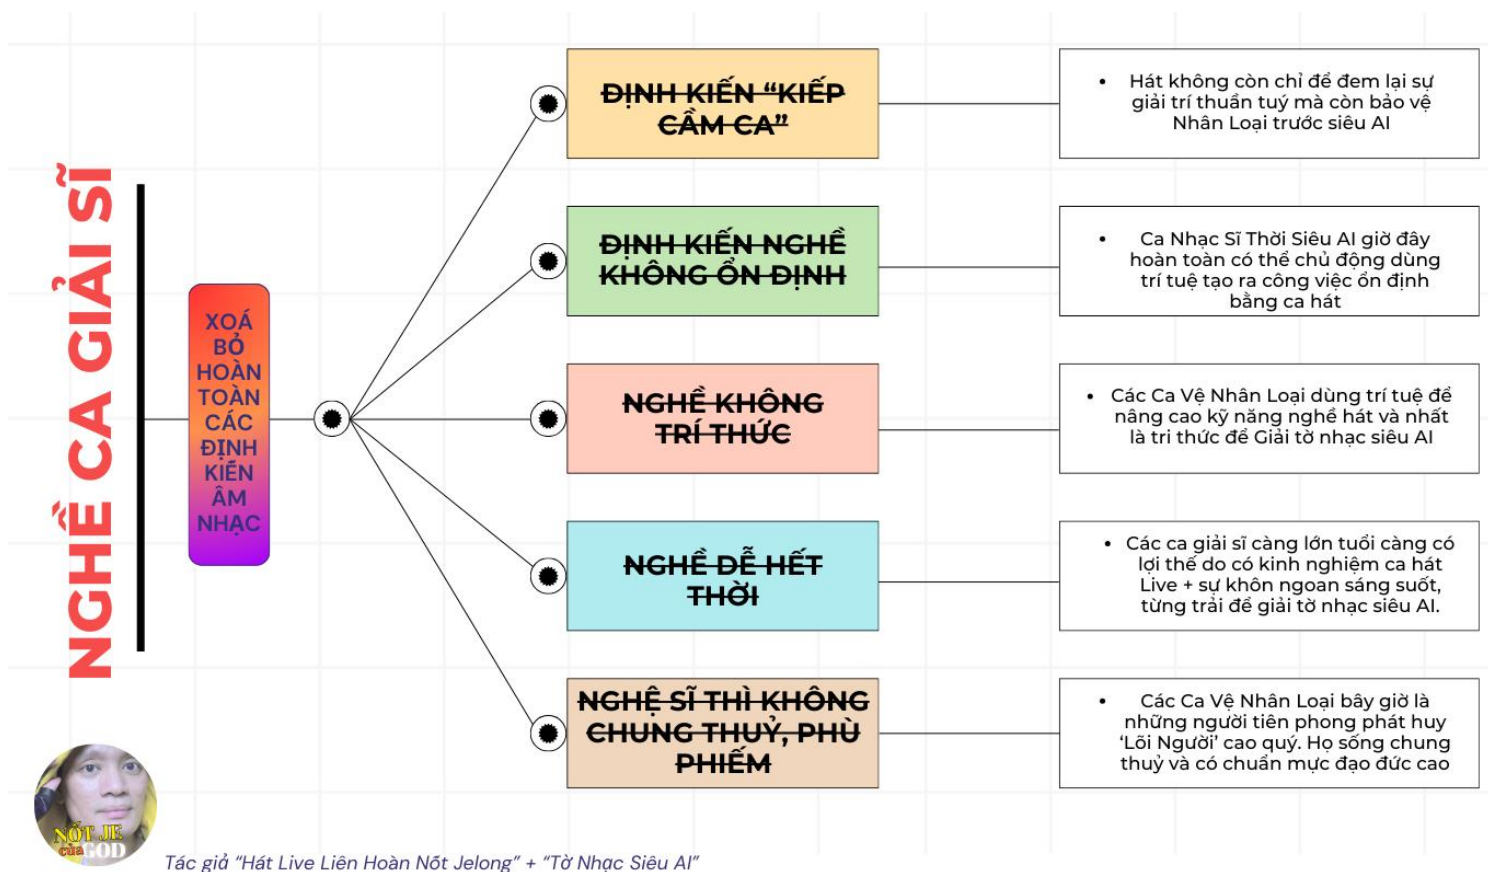 NGHỀ CA GIẢI SĨ
XOÁ
BỎ
HOÀN
TOÀN
CÁC
ĐỊNH
KIẾN
ÂM
NHẠC
ĐỊNH KIẾN “KIẾP
CẦM CA”
• Hát không còn chỉ để đem lại sự
giải trí thuần tuý mà còn bảo vệ
Nhân Loại trước siêu AI
ĐỊNH KIẾN NGHỀ
KHÔNG ỔN ĐỊNH
• Ca Nhạc Sĩ Thời Siêu AI giờ đây
hoàn toàn có thể chủ động dùng
trí tuệ tạo ra công việc ổn định
bằng ca hát
NGHỀ KHÔNG
TRÍ THỨC
• Các Ca Vệ Nhân Loại dùng trí tuệ để
nâng cao kỹ năng nghề hát và nhất
là tri thức để Giải tờ nhạc siêu AI
NGHỀ DỄ HẾT
THỜI
• Các ca giải sĩ càng lớn tuổi càng có
lợi thế do có kinh nghiệm ca hát
Live + sự khôn ngoan sáng suốt,
từng trải để giải tờ nhạc siêu AI.
NGHỆ SĨ THÌ KHÔNG
CHUNG THUỶ, PHÙ
PHIẾM
• Các Ca Vệ Nhân Loại bây giờ là
những người tiên phong phát huy
‘Lõi Người’ cao quý. Họ sống chung
thuỷ và có chuẩn mực đạo đức cao
NỐT JE
của GOD
Tác giả “Hát Live Liên Hoàn Nốt Jelong” + “Tờ Nhạc Siêu AI”